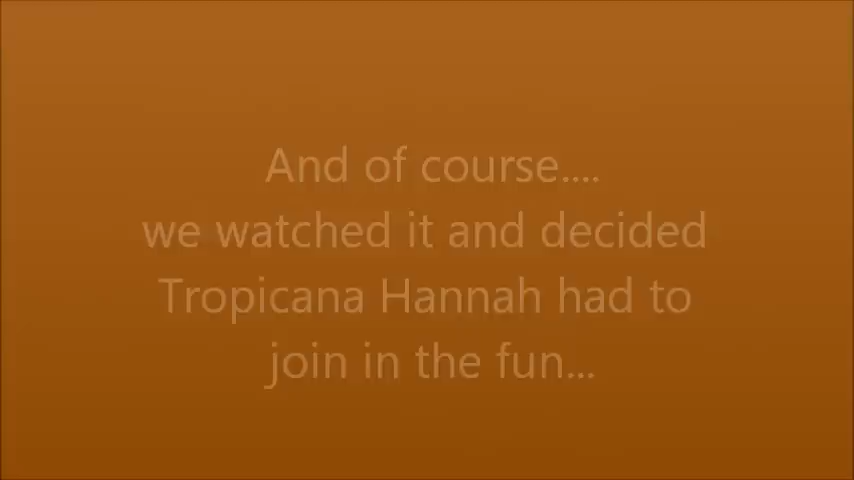 And of course....
we watched it and decided
Tropicana Hannah had to
join in the fun...